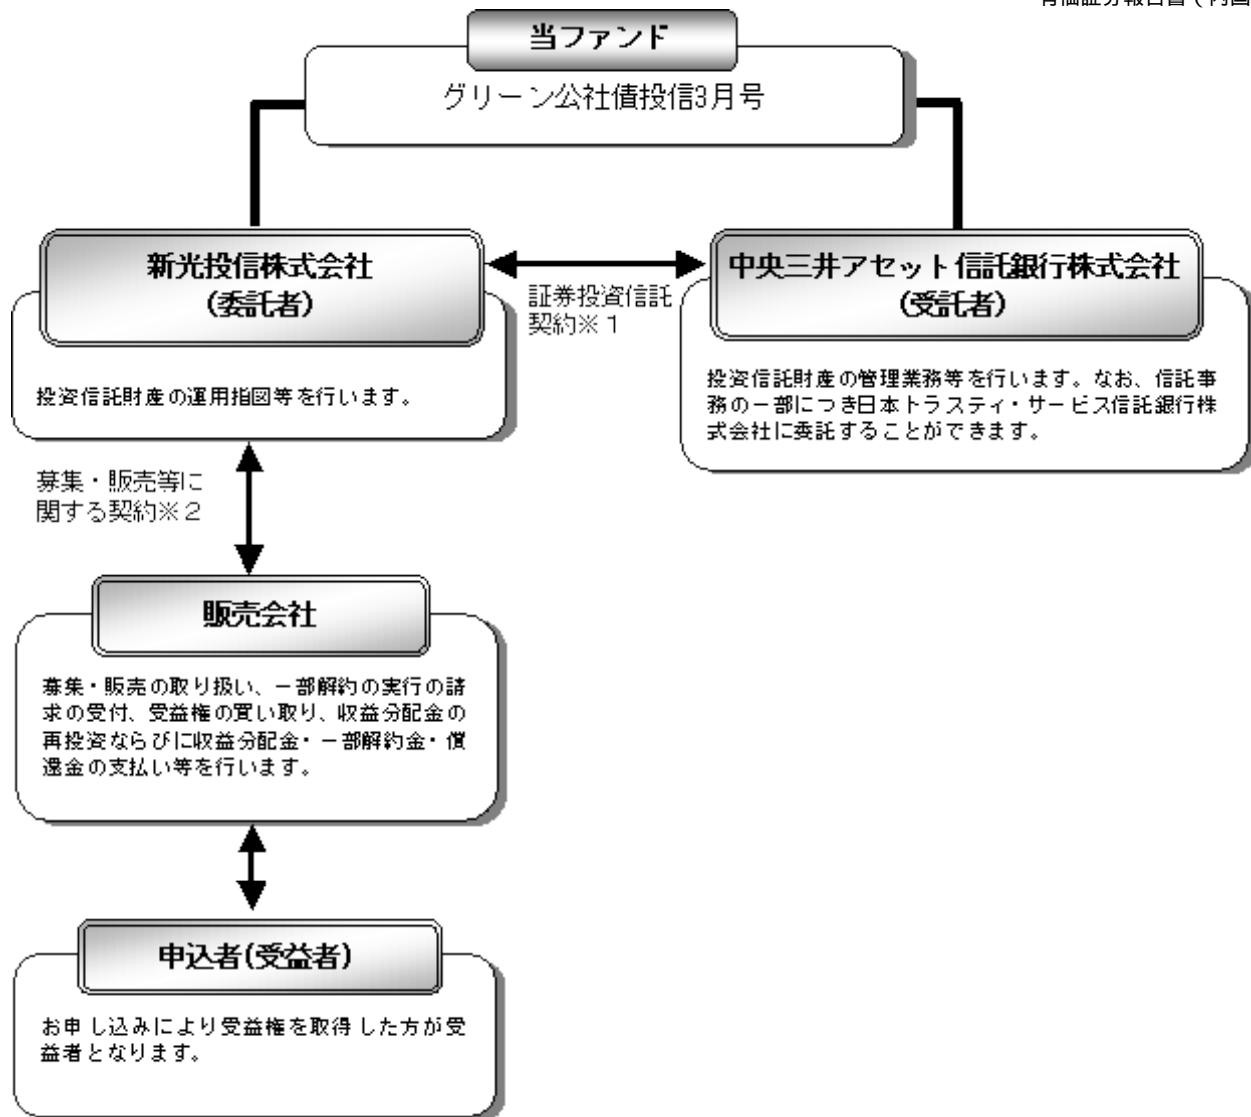 当ファンド
グリーン公社債投信3月号
新光投信株式会社
(委託者)
投資信託財産の運用指図等を行います。
証券投資信託
契約※1
中央三井アセット信託銀行株式会社
(受託者)
投資信託財産の管理業務等を行います。なお、信託事
務の一部につき日本トラスティ・サービス信託銀行株
式会社に委託することができます。
募集・販売等に
関する契約※2
販売会社
募集・販売の取り扱い、一部解約の実行の請
求の受付、受益権の買い取り、収益分配金の
再投資ならびに収益分配金・一部解約金・償
還金の支払い等を行います。
申込者(受益者)
お申し込みにより受益権を取得した方が受
益者となります。